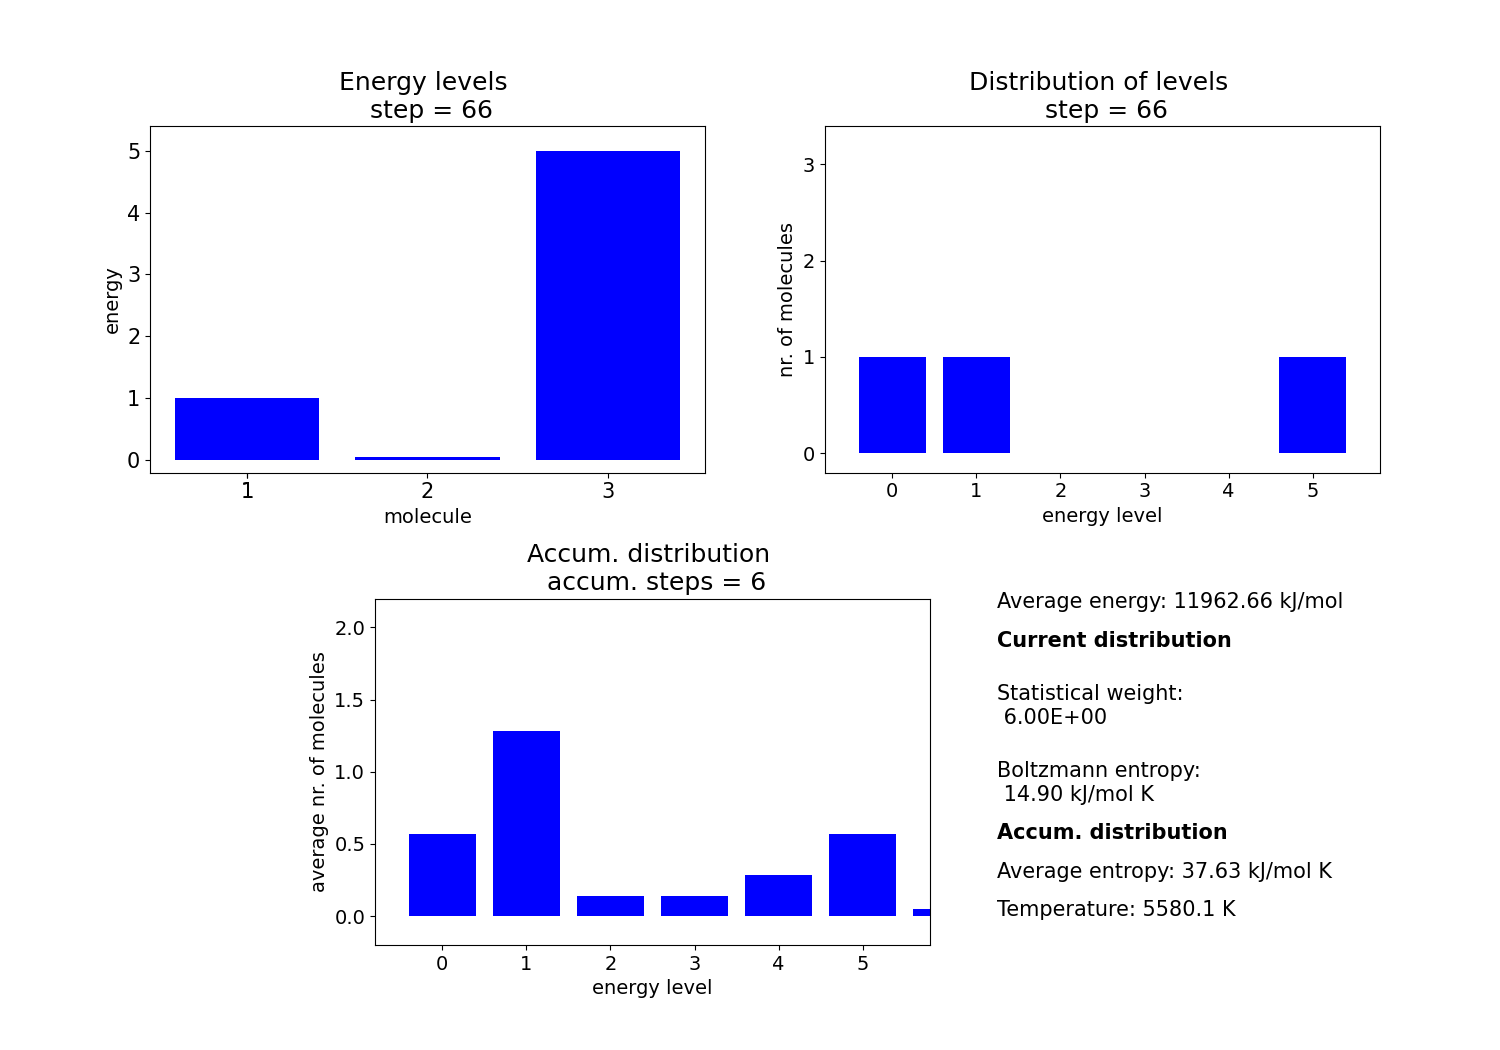 Energy levels
step = 66
5
4
3
2
1
0
energy
1
2
3
molecule
Distribution of levels
step = 66
3
2
1
0
nr. of molecules
0
1
2
3
4
5
energy level
Accum. distribution
accum. steps = 6
2.0
1.5
1.0
0.5
0.0
average nr. of molecules
0
1
2
3
4
5
energy level
Average energy: 11962.66 kJ/mol
Current distribution
Statistical weight:
6.00E+00
Boltzmann entropy:
14.90 kJ/mol K
Accum. distribution
Average entropy: 37.63 kJ/mol K
Temperature: 5580.1 K